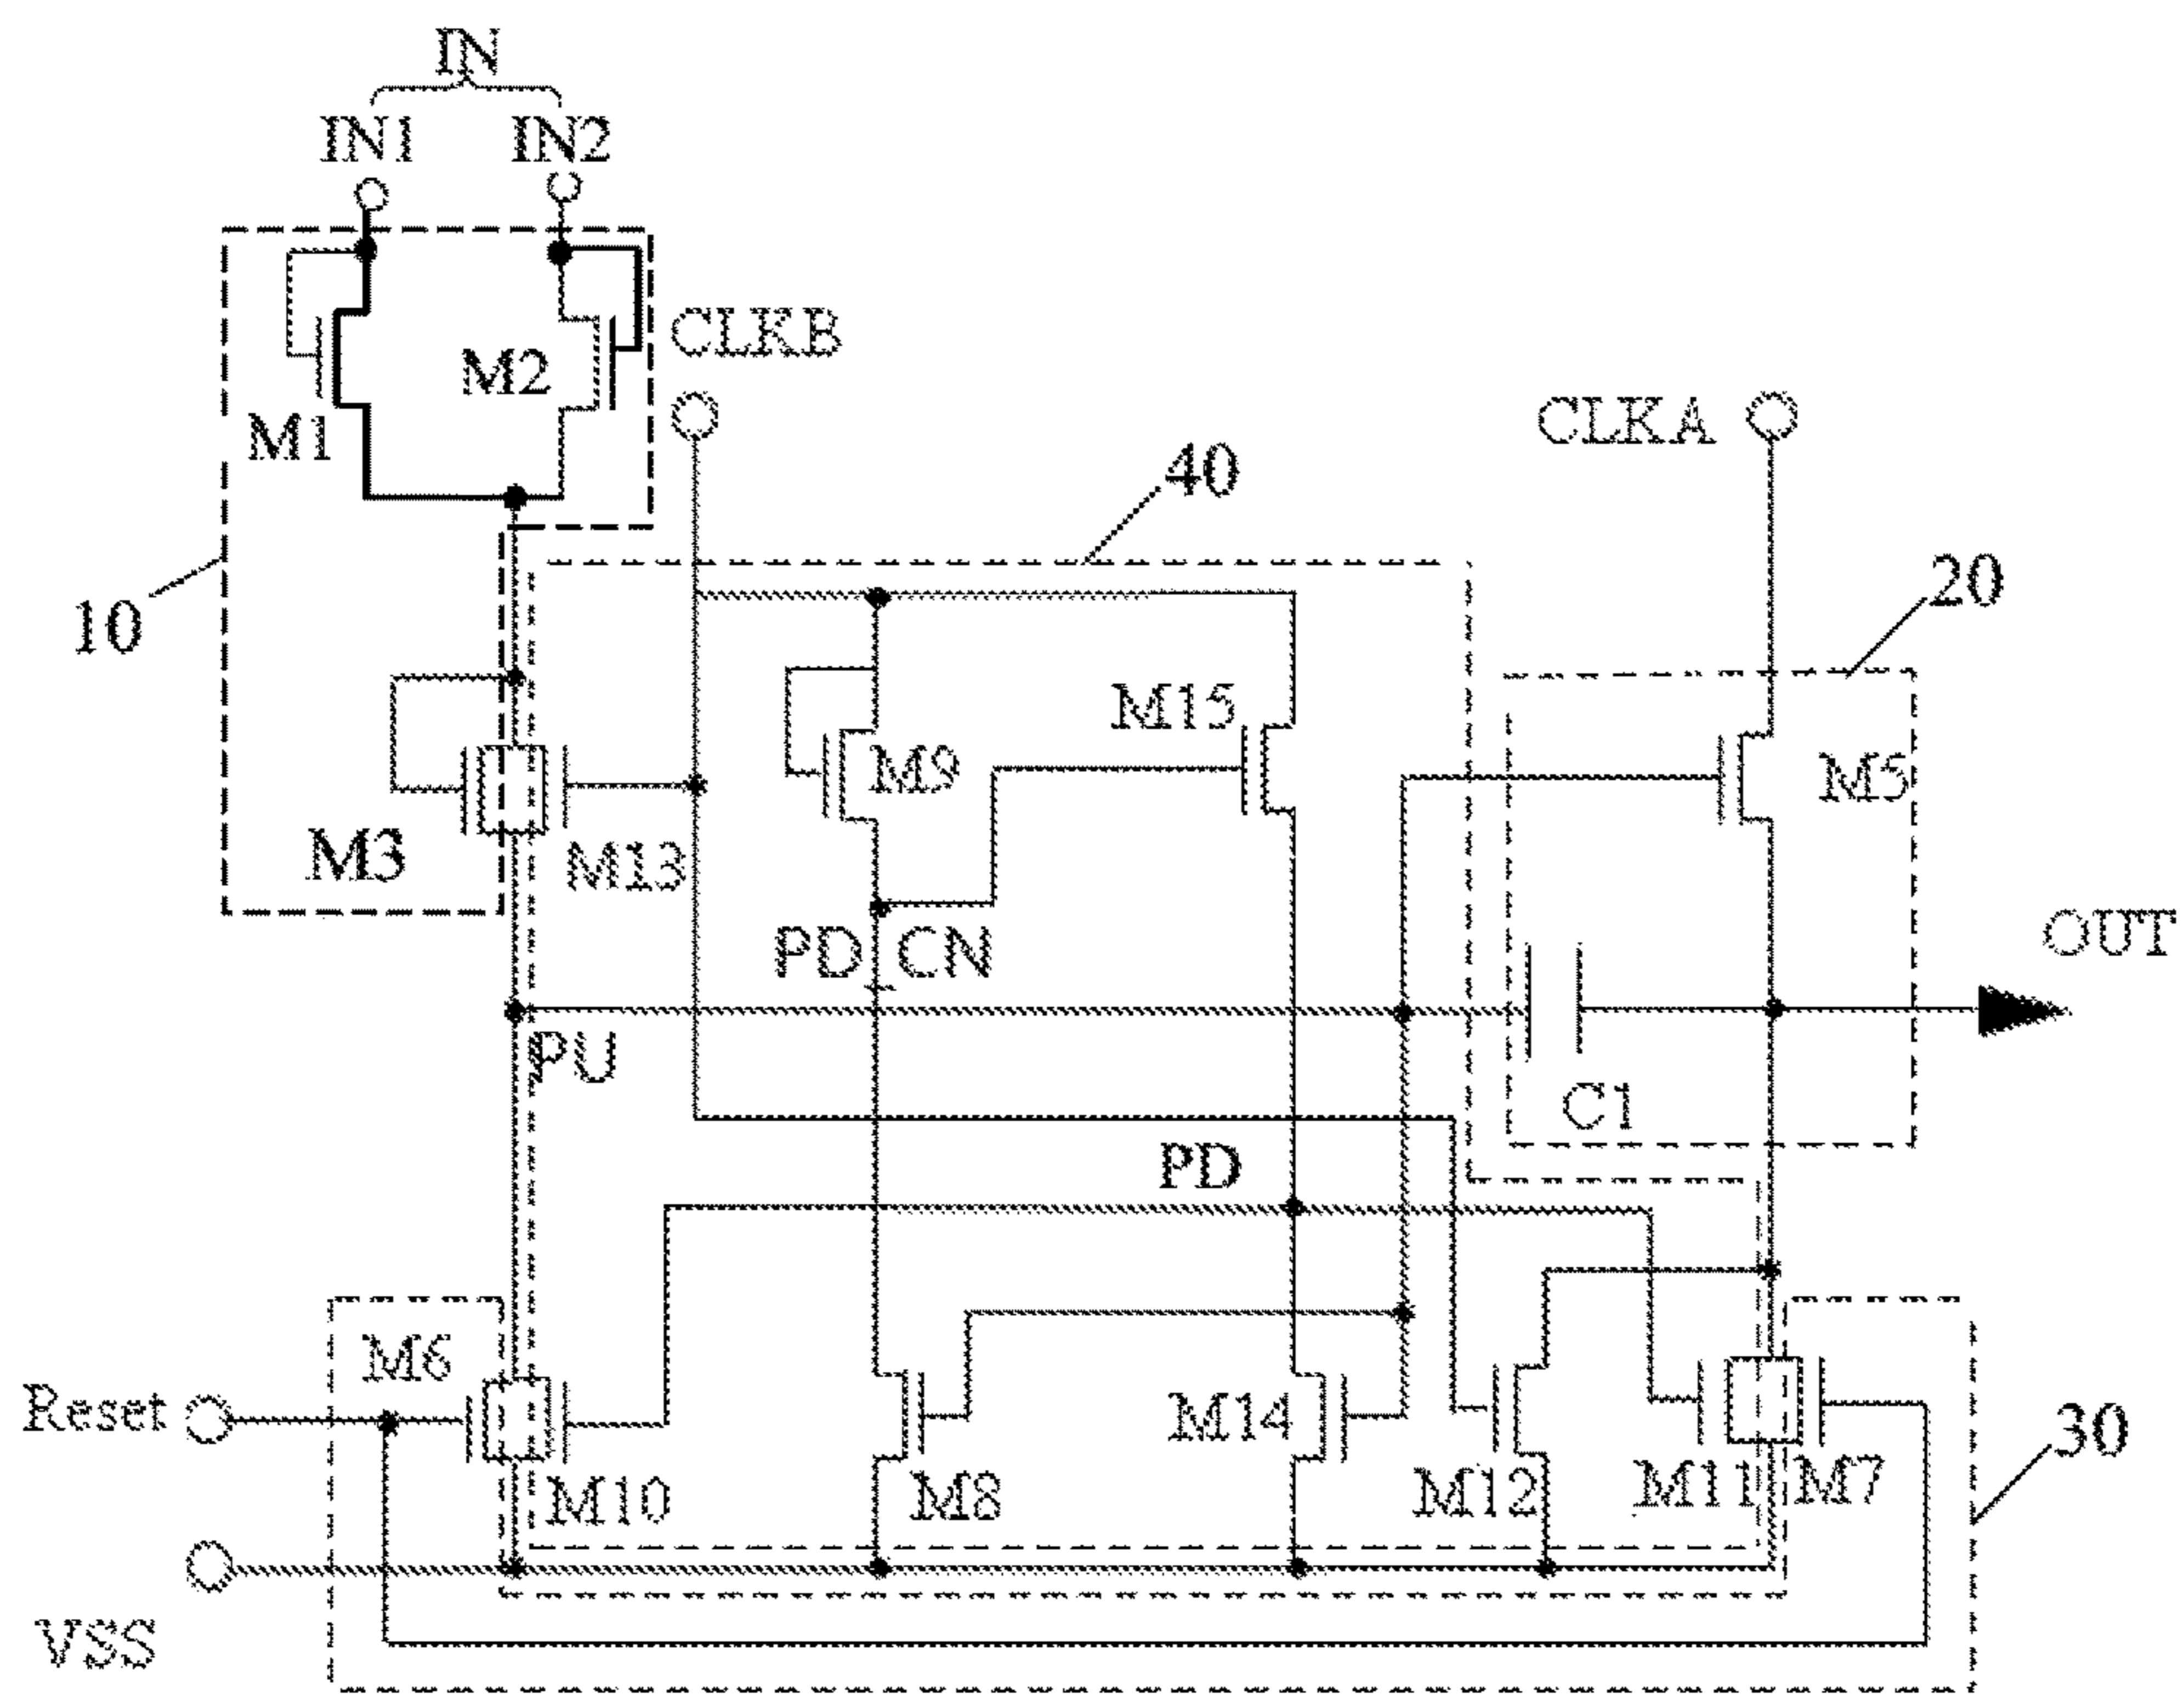 IN
IN1 IN2
CLKB
M2
CLKA
M1
40
20
10
M15
M9
M5
M3
M13
OUT
PD_CN
PU
C1
PD
M6
Reset
M14
30
M10
M8
M12
M11
M7
VSS